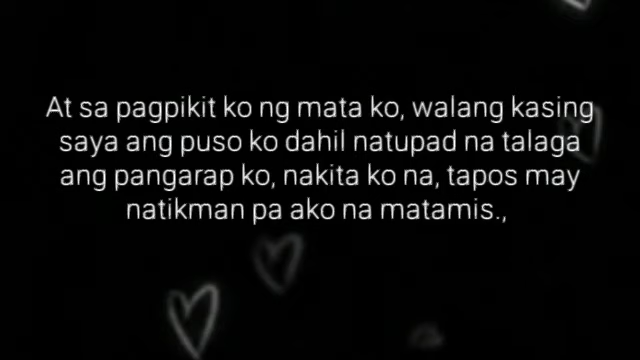 At sa pagpikit ko ng mata ko, walang kasing
saya ang puso ko dahil natupad na talaga
ang pangarap ko, nakita ko na, tapos may
natikman pa ako na matamis.,